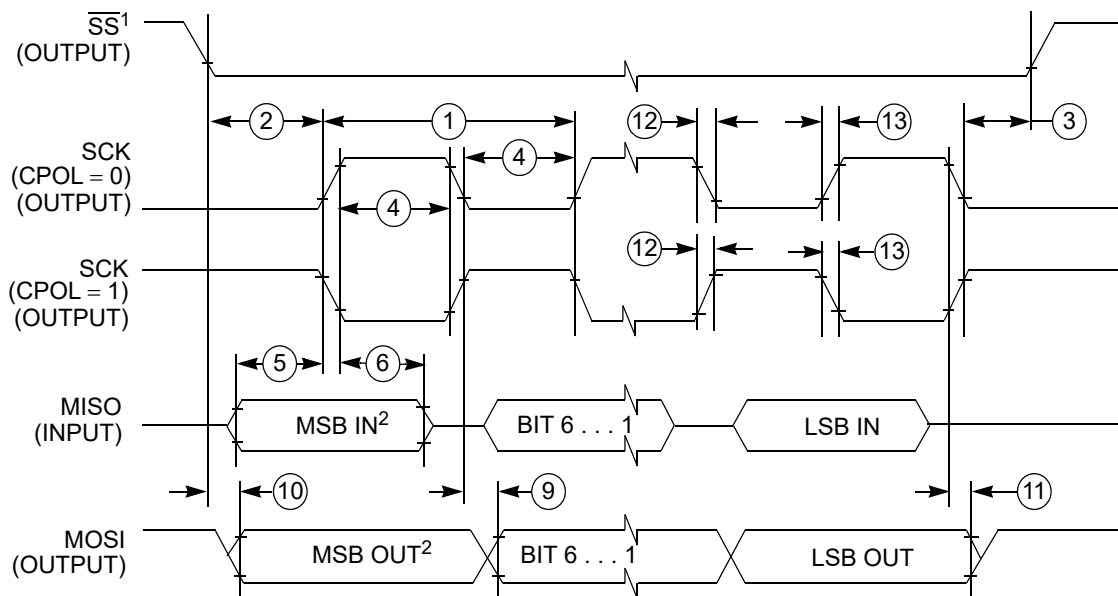 SS¹
(OUTPUT)
2
1
12
13
3
SCK
(CPOL = 0)
(OUTPUT)
4
4
SCK
(CPOL = 1)
(OUTPUT)
12
13
5
6
MISO
(INPUT)
MSB IN²
BIT 6 . . . 1
LSB IN
10
9
11
MOSI
(OUTPUT)
MSB OUT²
BIT 6 . . . 1
LSB OUT